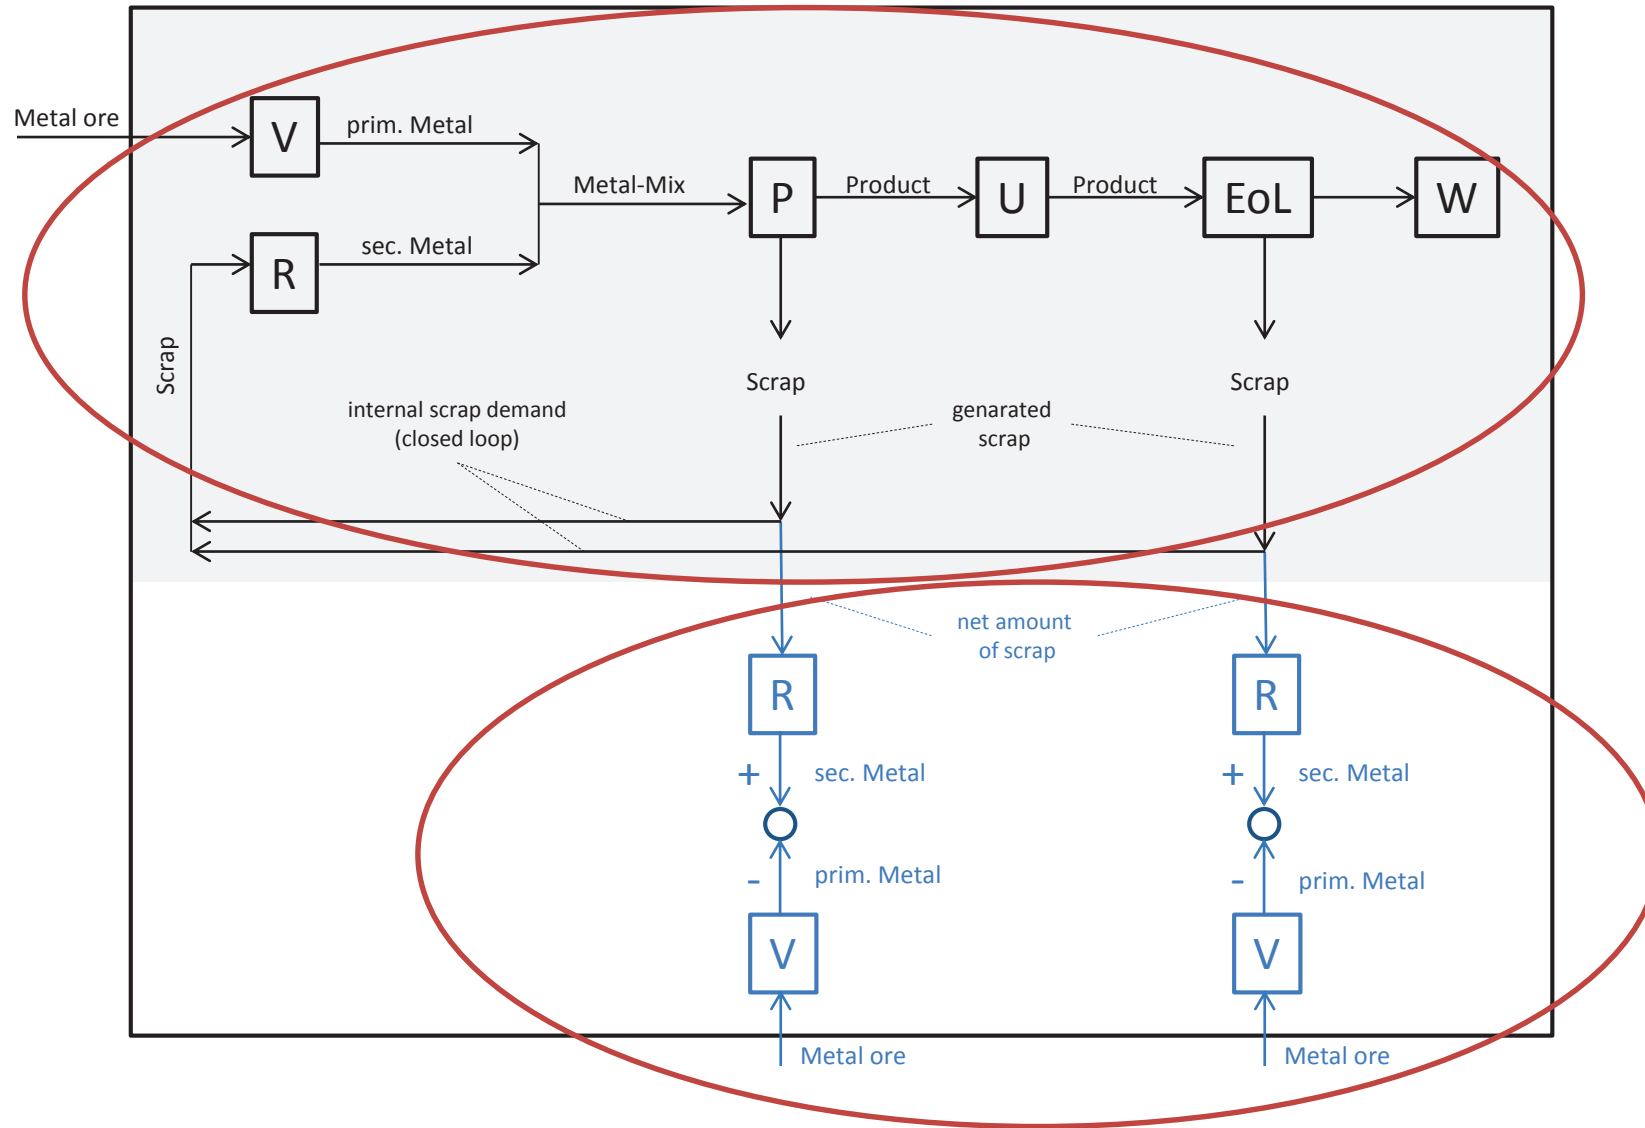 Metal ore
V
prim. Metal
Metal-Mix
P
Product
U
Product
EoL
W
R
sec. Metal
Scrap
Scrap
Scrap
internal scrap demand
(closed loop)
genarated
scrap
net amount
of scrap
R
R
+
sec. Metal
+
sec. Metal
-
prim. Metal
-
prim. Metal
V
V
Metal ore
Metal ore